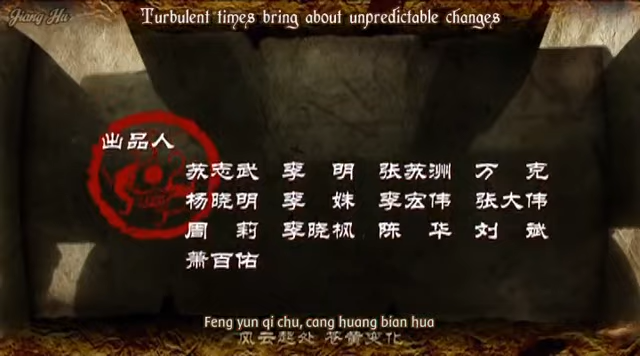 Jiang Hu
Turbulent times bring about unpredictable changes
出品人
苏志武 李 明 张苏洲 万 克
杨晓明 李 姝 李宏伟 张大伟
周 莉 李晓枫 陈 华 刘 斌
萧百佑
Feng yun qi chu, cang huang bian hua
风云起处 苍黄变化